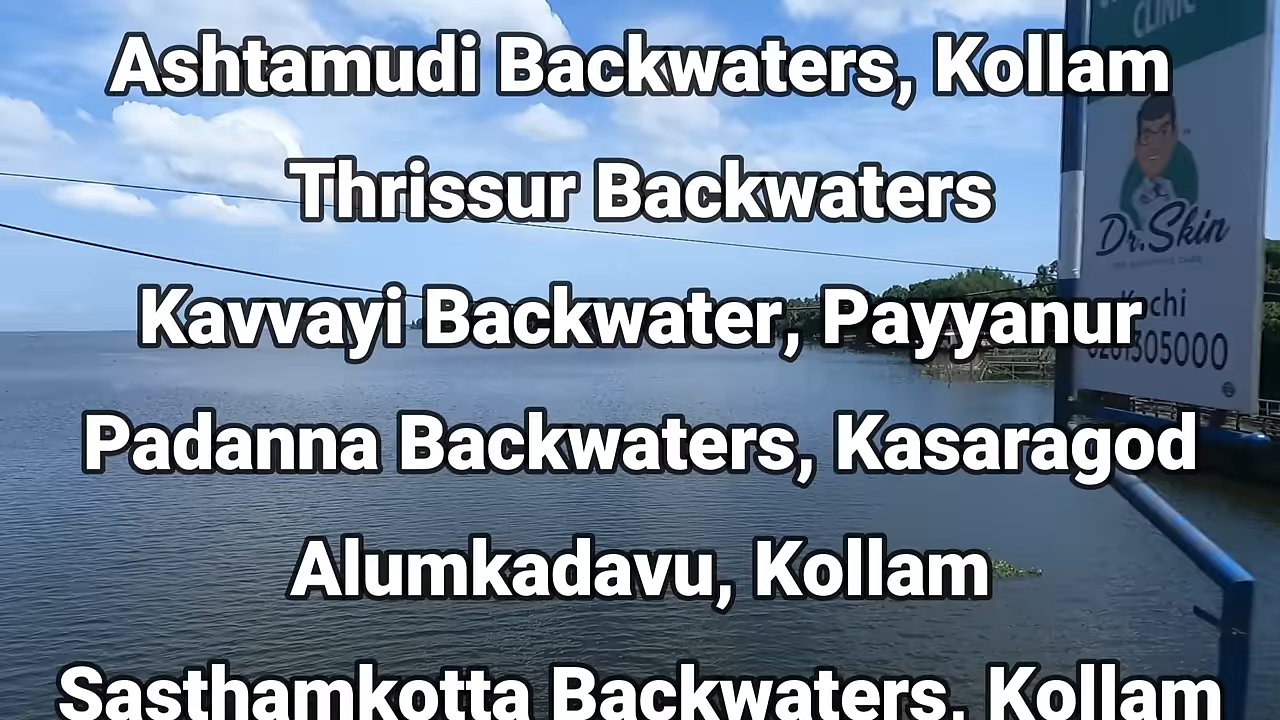 CLINIC
Ashtamudi Backwaters, Kollam
Thrissur Backwaters
Dr. Skin
Kavvayi Backwater, Payyanur
Kochi
Padanna Backwaters, Kasaragod
Alumkadavu, Kollam
Sasthamkotta Backwaters, Kollam